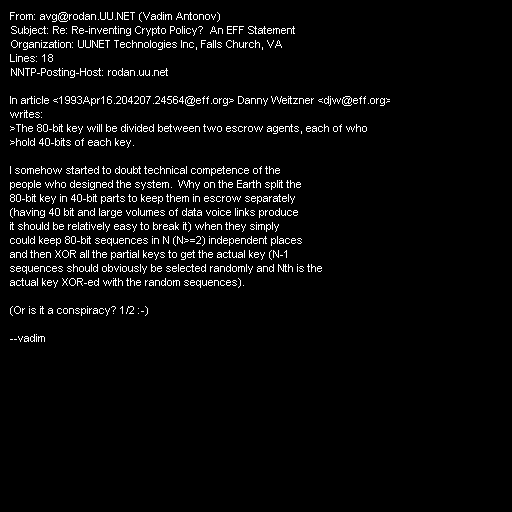 From: avg@rodan.UU.NET (Vadim Antonov)
Subject: Re: Re-inventing Crypto Policy?  An EFF Statement
Organization: UUNET Technologies Inc, Falls Church, VA
Lines: 18
NNTP-Posting-Host: rodan.uu.net

In article <1993Apr16.204207.24564@eff.org> Danny Weitzner <djw@eff.org>
writes:
>The 80-bit key will be divided between two escrow agents, each of who
>hold 40-bits of each key.

I somehow started to doubt technical competence of the
people who designed the system.  Why on the Earth split the
80-bit key in 40-bit parts to keep them in escrow separately
(having 40 bit and large volumes of data voice links produce
it should be relatively easy to break it) when they simply
could keep 80-bit sequences in N (N>=2) independent places
and then XOR all the partial keys to get the actual key (N-1
sequences should obviously be selected randomly and Nth is the
actual key XOR-ed with the random sequences).

(Or is it a conspiracy? 1/2 :-)

--vadim